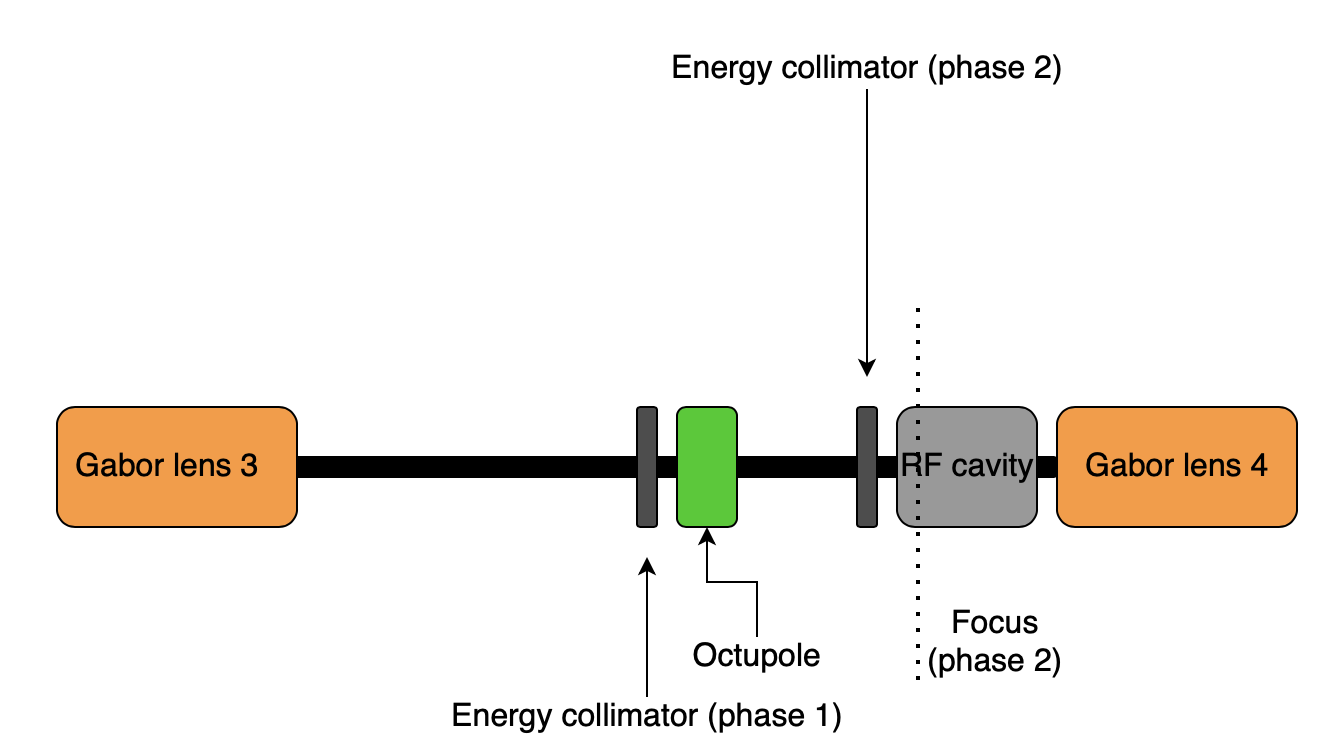 Energy collimator (phase 2)
Gabor lens 3
RF cavity
Gabor lens 4
Focus
(phase 2)
Octupole
Energy collimator (phase 1)